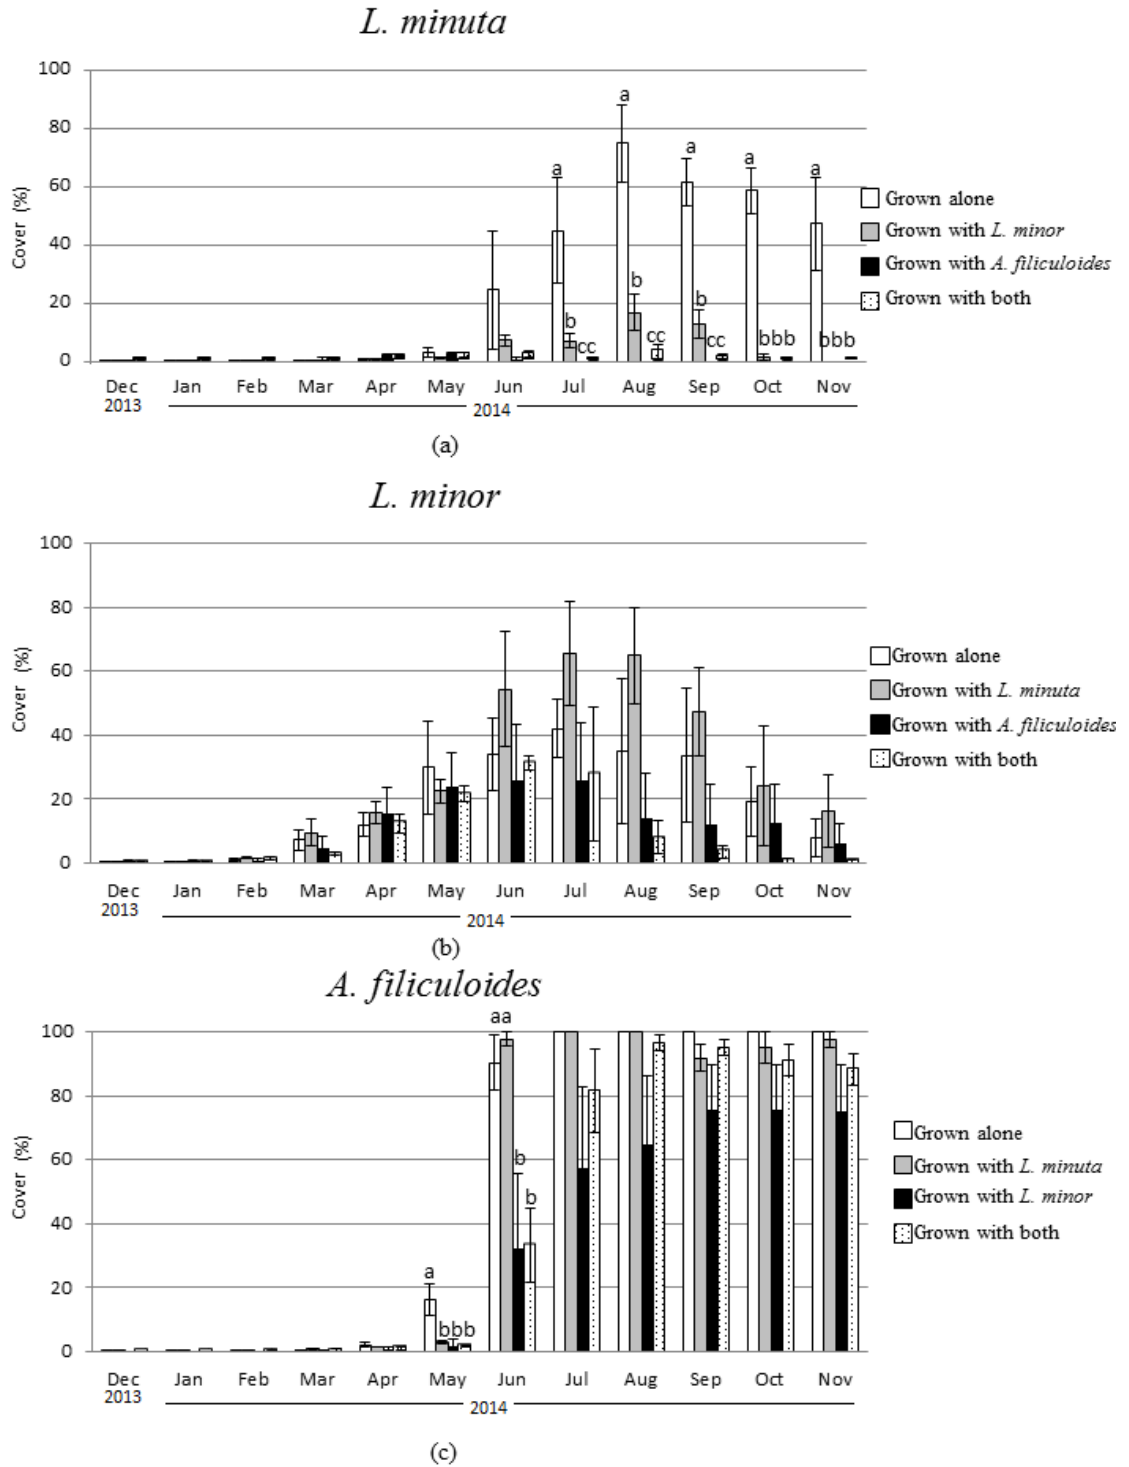 L. minuta
100
a
80
a
a
a
a
60
Grown alone
Cover (%)
40
Grown with L. minor
Grown with A. filiculoides
b
20
b
b
Grown with both
cc
cc
cc
bbb
bbb
0
Dec Jan Feb Mar Apr May Jun Jul Aug Sep Oct Nov
2013
2014
(a)
L. minor
100
80
60
Grown alone
Cover (%)
Grown with L. minuta
40
Grown with A. filiculoides
Grown with both
20
0
Dec Jan Feb Mar Apr May Jun Jul Aug Sep Oct Nov
2013
2014
(b)
A. filiculoides
aa
100
80
Grown alone
60
Grown with L. minuta
b
Cover (%)
Grown with L. minor
b
40
Grown with both
20
a
bbb
0
Dec Jan Feb Mar Apr May Jun Jul Aug Sep Oct Nov
2013
2014
(c)